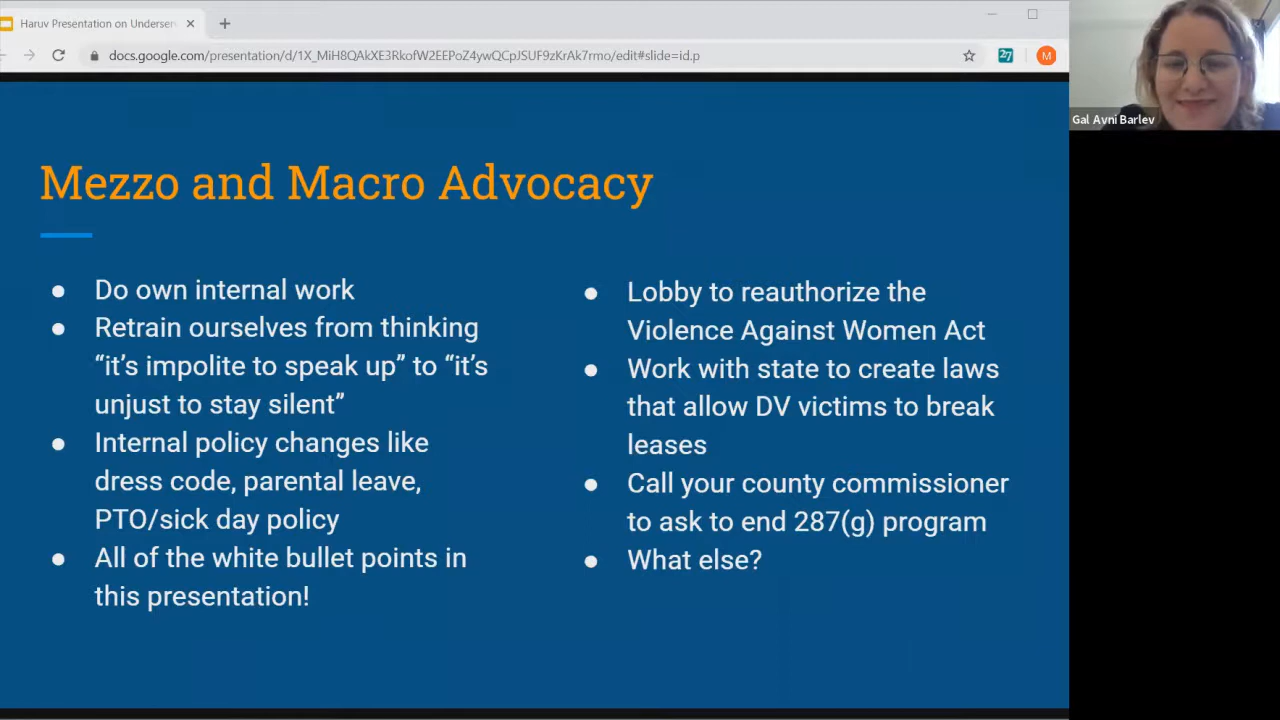 Haruv Presentation on Underser
docs.google.com/presentation/d/1X_MiH8QAkXE3RkofW2EEPoZ4ywQCpJSUF9zKrAk7rmo/edit#slide=id.p
27
M
Gal Avni Barlev
Mezzo and Macro Advocacy
● Do own internal work
● Retrain ourselves from thinking
“it’s impolite to speak up” to “it’s
unjust to stay silent”
● Internal policy changes like
dress code, parental leave,
PTO/sick day policy
● All of the white bullet points in
this presentation!
● Lobby to reauthorize the
Violence Against Women Act
● Work with state to create laws
that allow DV victims to break
leases
● Call your county commissioner
to ask to end 287(g) program
● What else?